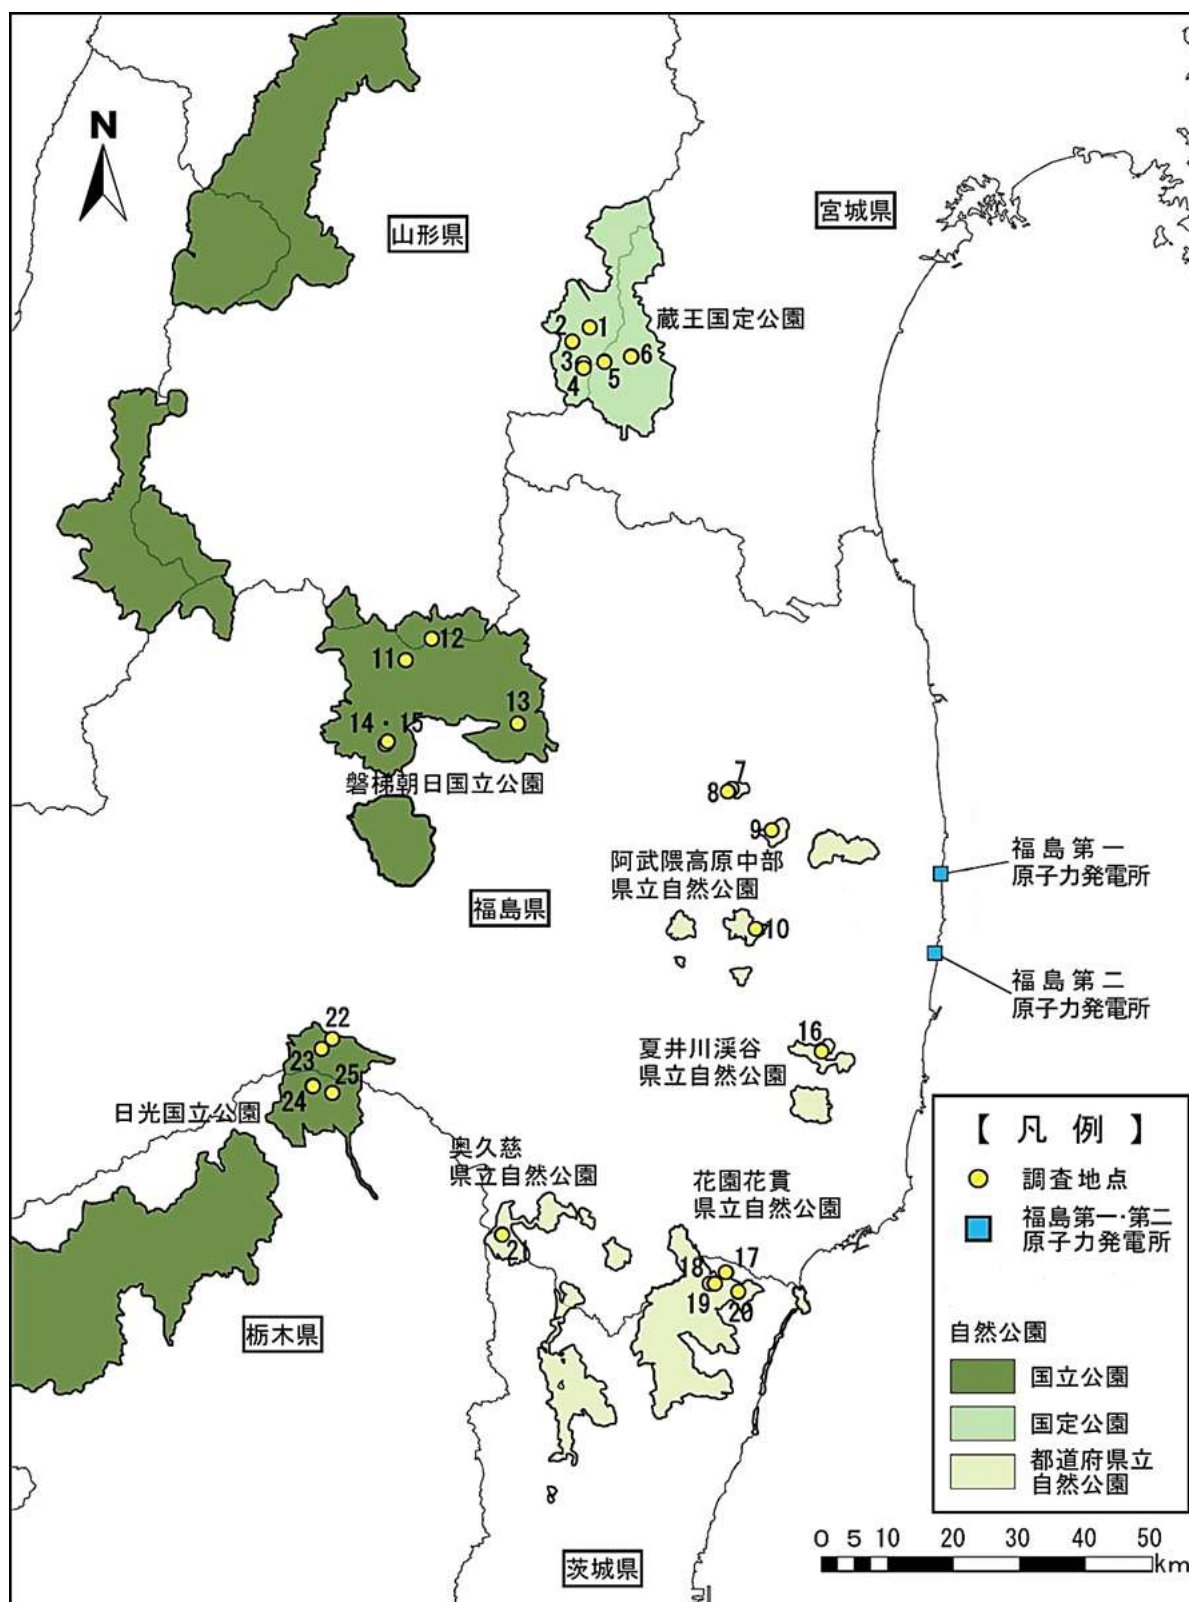 N
山形県
宮城県
2
1
蔵王国定公園
3
6
4
5
12
11
13
14・15
磐梯朝日国立公園
7
8
9
阿武隈高原中部
県立自然公園
福島第一
原子力発電所
福島県
10
福島第二
原子力発電所
22
16
夏井川渓谷
県立自然公園
23
25
24
日光国立公園
奥久慈
県立自然公園
花園花貫
県立自然公園
21
18
17
19
20
栃木県
茨城県
【 凡 例 】
調査地点
福島第一・第二
原子力発電所
自然公園
国立公園
国定公園
都道府県立
自然公園
0 5 10 20 30 40 50
km